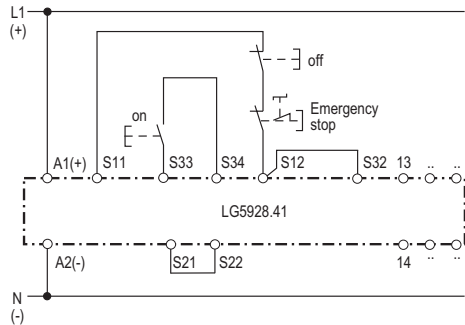 L1
(+)
off
on
Emergency
stop
A1(+) S11 S33 S34 S12 S32 13 .. ..
LG5928.41
A2(-) S21 S22 14 .. ..
N
(-)